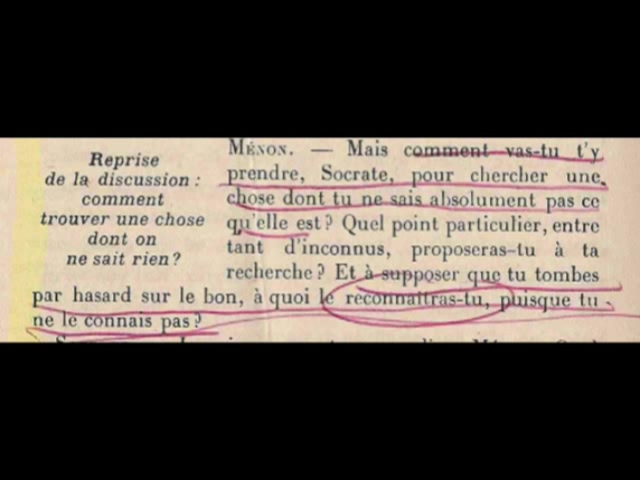 Reprise
de la discussion :
comment
trouver une chose
dont on
ne sait rien ?
MÉNON. — Mais comment vas-tu t'y
prendre, Socrate, pour chercher une
chose dont tu ne sais absolument pas ce
qu'elle est ? Quel point particulier, entre
tant d'inconnus, proposeras-tu à ta
recherche ? Et à supposer que tu tombes
par hasard sur le bon, à quoi le reconnaîtras-tu, puisque tu
ne le connais pas ?